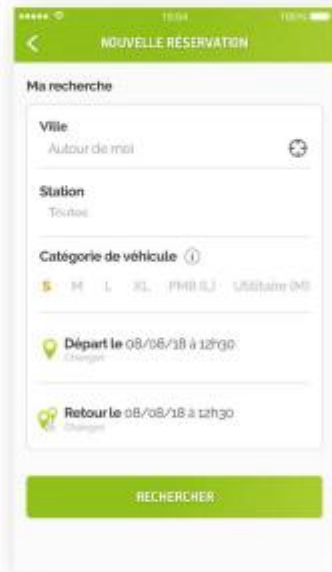 10:04 100%
NOUVELLE RÉSERVATION
Ma recherche
Ville
Autour de moi
Station
Toutes
Catégorie de véhicule
S M L XL PMR (L) Utilitaire (M)
Départ le 08/08/18 à 12h30
Changer
Retour le 08/08/18 à 12h30
Changer
RECHERCHER